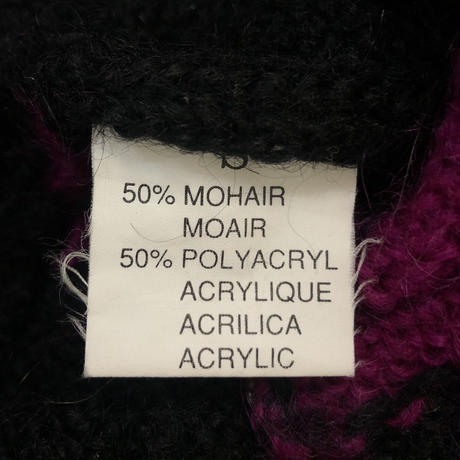 50% MOHAIR
MOAIR
50% POLYACRYL
ACRYLIQUE
ACRILICA
ACRYLIC